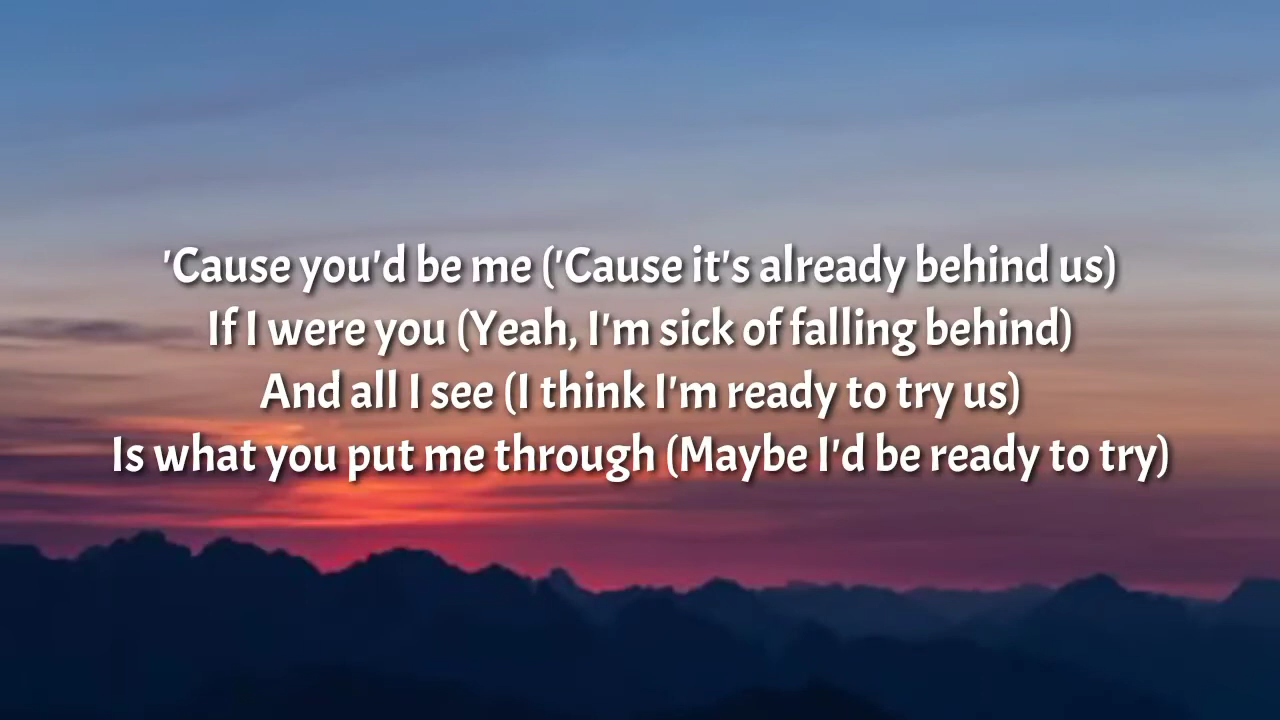 'Cause you'd be me ('Cause it's already behind us)
If I were you (Yeah, I'm sick of falling behind)
And all I see (I think I'm ready to try us)
Is what you put me through (Maybe I'd be ready to try)